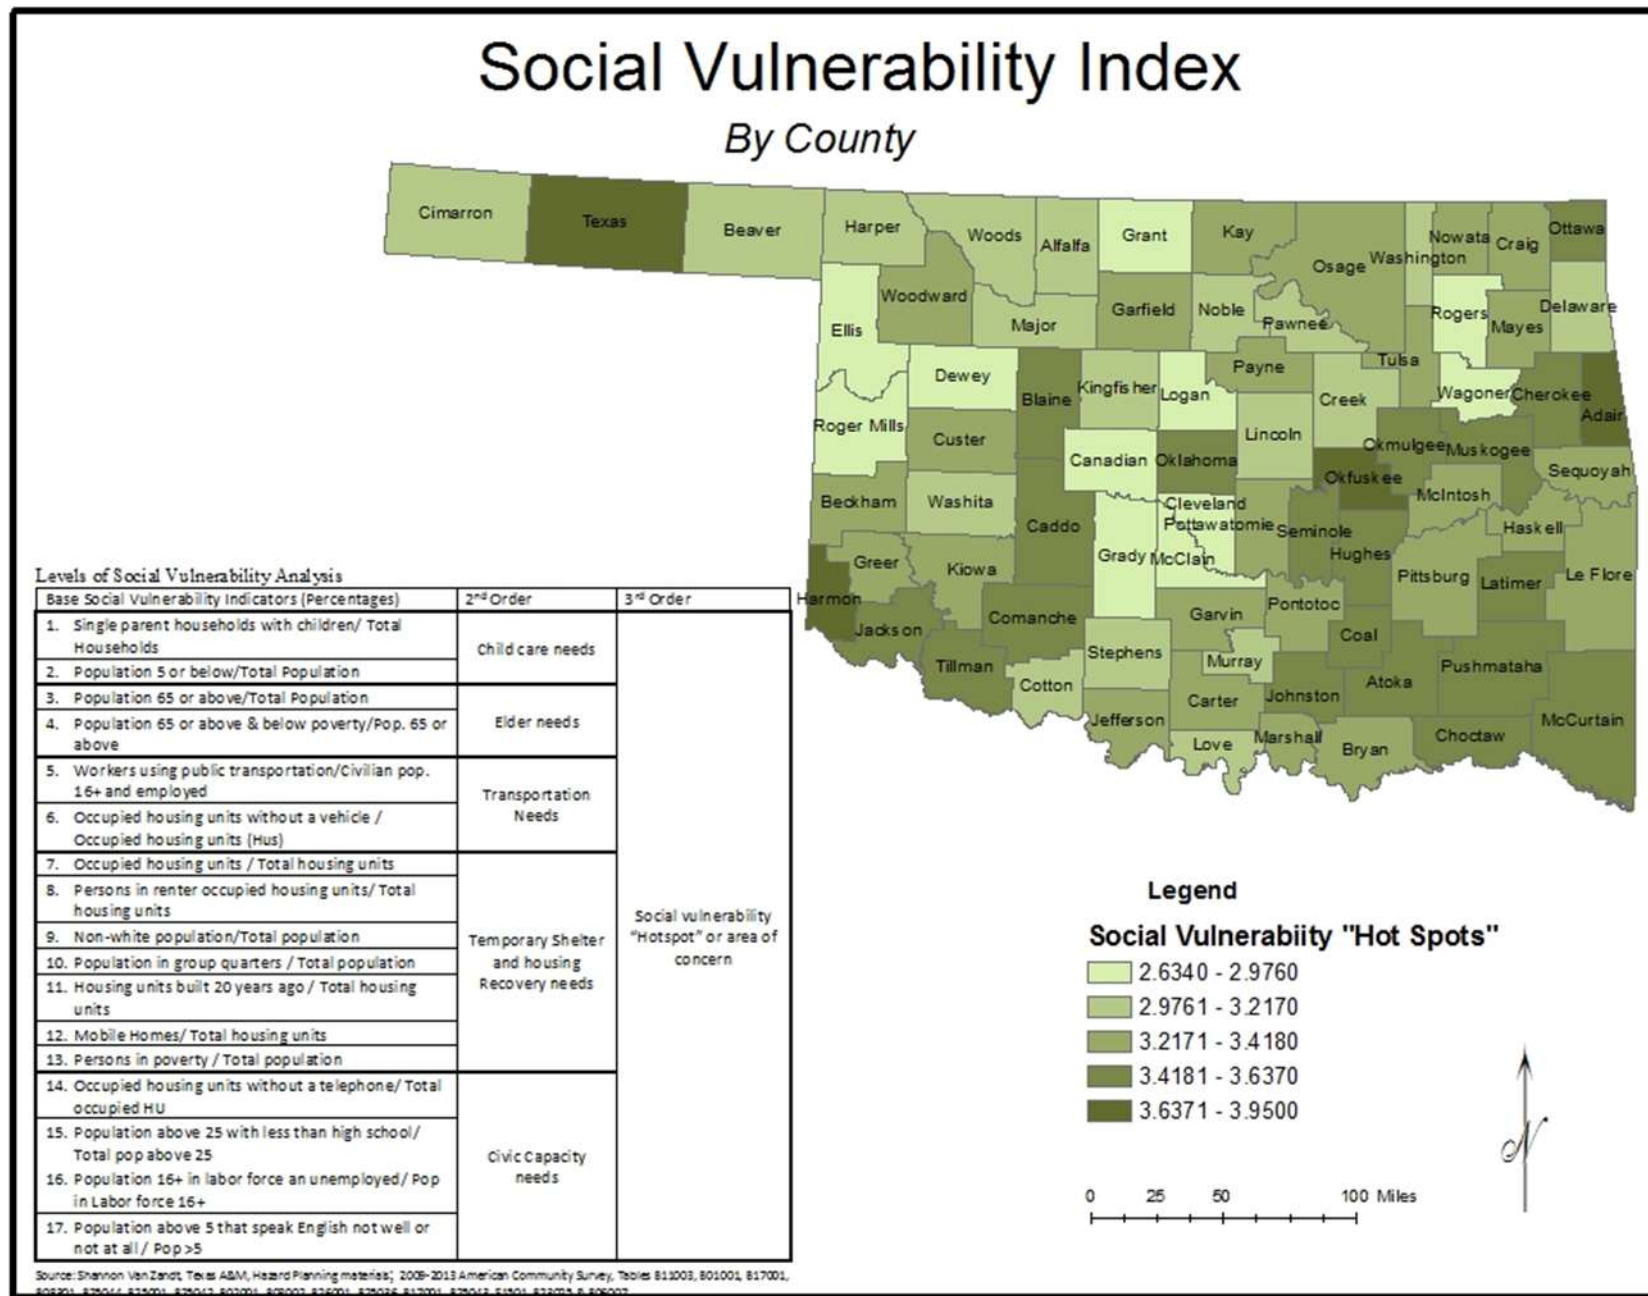 Social Vulnerability Index
By County
Cimarron
Texas
Beaver
Harper
Woods
Alfalfa
Grant
Kay
Osage
Washington
Nowata
Craig
Ottawa
Woodward
Ellis
Major
Garfield
Noble
Pawnee
Rogers
Mayes
Delaware
Dewey
Blaine
Kingfisher
Logan
Payne
Tulsa
Creek
Wagoner
Cherokee
Adair
Roger Mills
Custer
Canadian
Oklahoma
Lincoln
Okmulgee
Muskogee
Okfuskee
Sequoyah
McIntosh
Beckham
Washita
Caddo
Cleveland
Pottawatomie
Seminole
Haskell
Hughes
Grady
McClain
Greer
Kiowa
Pittsburg
Latimer
Le Flore
Harmon
Jackson
Comanche
Garvin
Pontotoc
Coal
Tillman
Stephens
Murray
Pushmataha
Cotton
Atoka
Johnston
Carter
Jefferson
Love
Marshall
Bryan
Choctaw
McCurtain
Levels of Social Vulnerability Analysis
Base Social Vulnerability Indicators (Percentages)
2nd Order
3rd Order
1. Single parent households with children/ Total
Households
2. Population 5 or below/Total Population
Child care needs
3. Population 65 or above/Total Population
4. Population 65 or above & below poverty/Pop. 65 or
above
Elder needs
5. Workers using public transportation/Civilian pop.
16+ and employed
6. Occupied housing units without a vehicle /
Occupied housing units (Hus)
Transportation
Needs
7. Occupied housing units / Total housing units
8. Persons in renter occupied housing units/ Total
housing units
9. Non-white population/Total population
10. Population in group quarters / Total population
11. Housing units built 20 years ago / Total housing
units
12. Mobile Homes/ Total housing units
13. Persons in poverty / Total population
Temporary Shelter
and housing
Recovery needs
14. Occupied housing units without a telephone/ Total
occupied HU
15. Population above 25 with less than high school/
Total pop above 25
16. Population 16+ in labor force an unemployed/ Pop
in Labor force 16+
17. Population above 5 that speak English not well or
not at all / Pop >5
Civic Capacity
needs
Social vulnerability
"Hotspot" or area of
concern
Source: Shannon Van Zandt, Texas A&M, Hazard Planning materials; 2009-2013 American Community Survey, Tables B11003, B01001, B17001,
Legend
Social Vulnerabiity "Hot Spots"
2.6340 - 2.9760
2.9761 - 3.2170
3.2171 - 3.4180
3.4181 - 3.6370
3.6371 - 3.9500
0 25 50 100 Miles
N